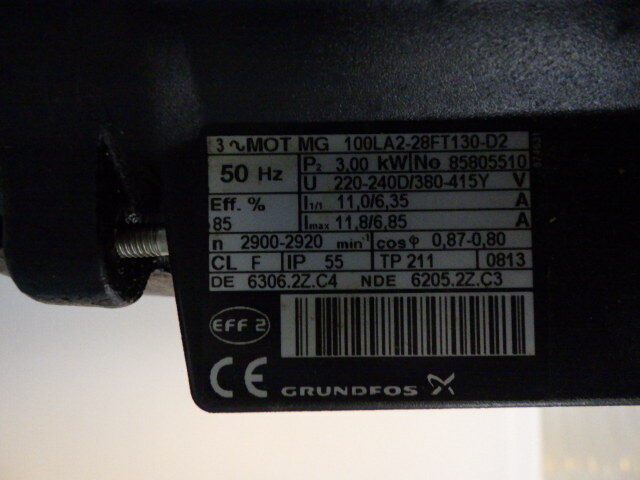 3 ∿ MOT MG 100LA2-28FT130-D2
50 Hz
P2 3,00 kW No 85805510
U 220-240D/380-415Y V
Eff. % 85
I1/1 11,0/6,35 A
Imax 11,8/6,85 A
n 2900-2920 min-1 cosφ 0,87-0,80
CL F IP 55 TP 211 0813
DE 6306.2Z.C4 NDE 6205.2Z.C3
EFF 2
CE GRUNDFOS